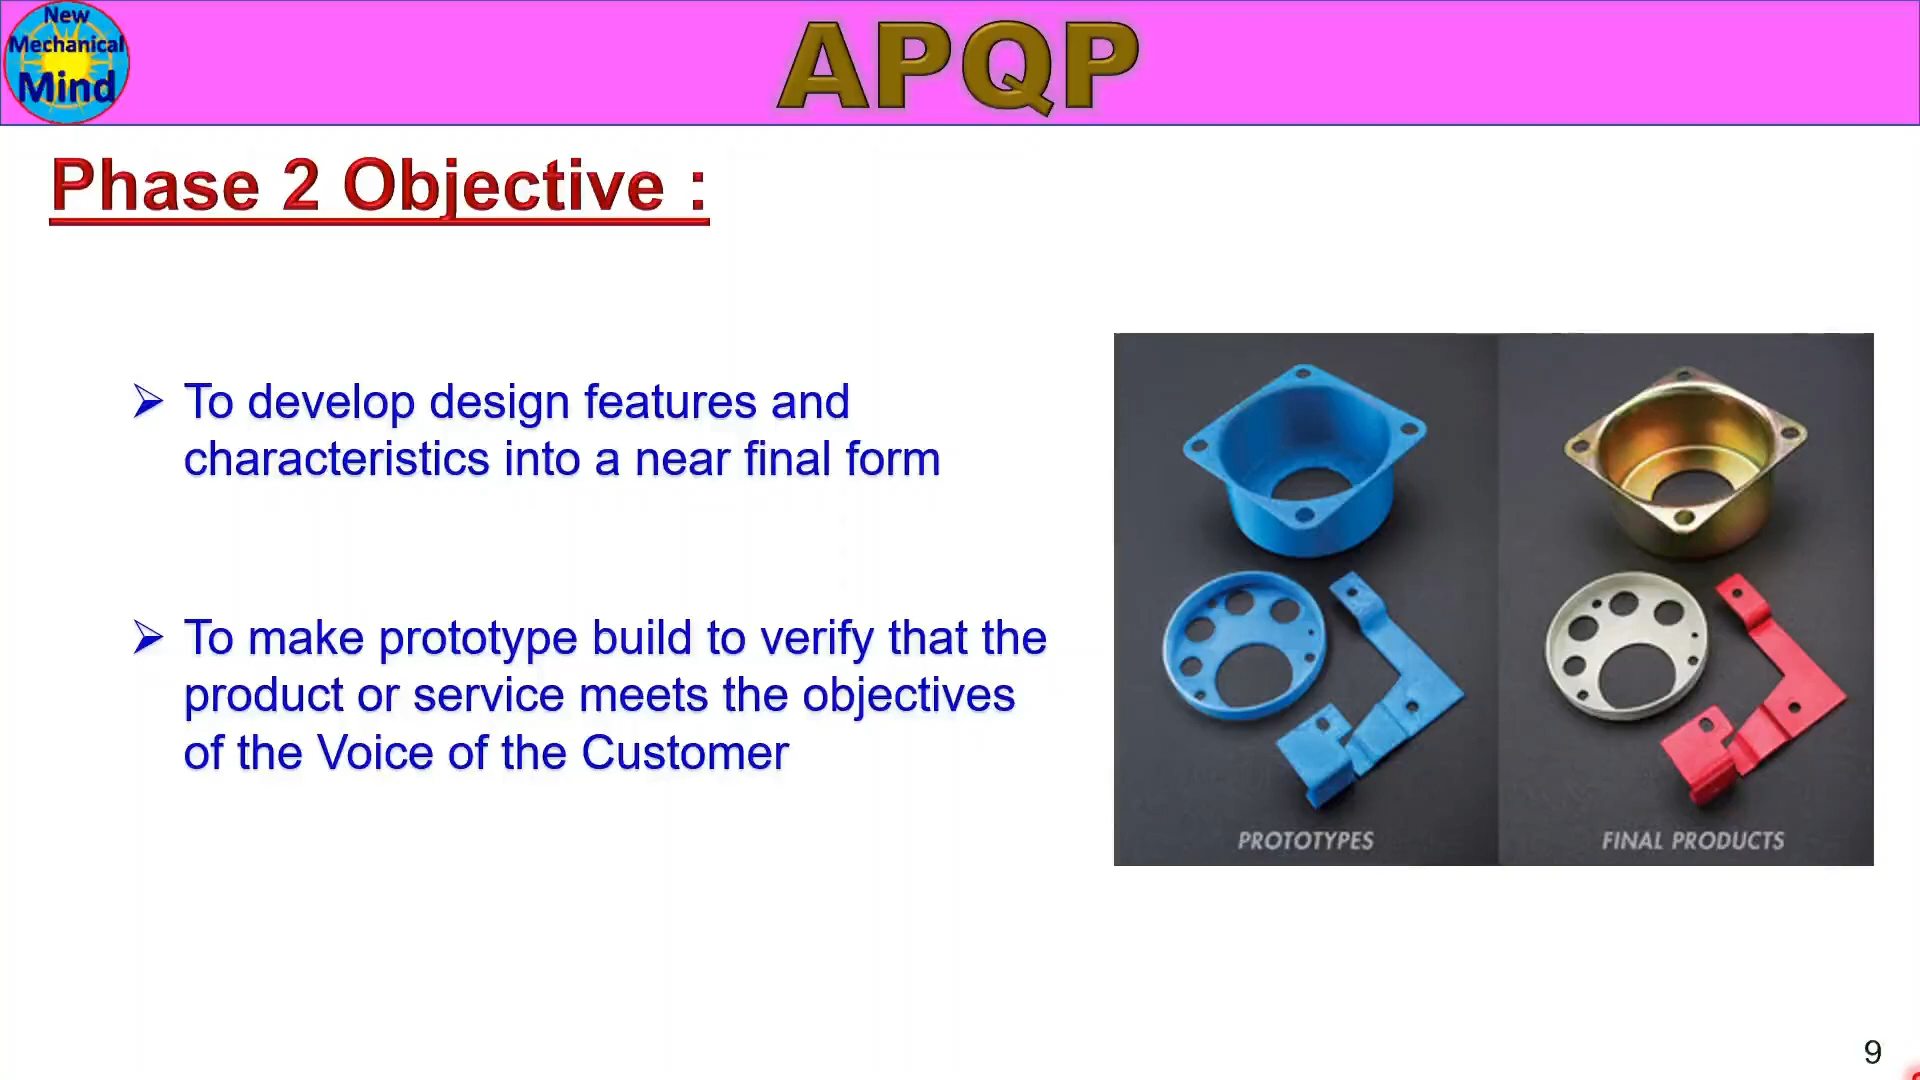 New
Mechanical
Mind
APQP
Phase 2 Objective :
➢ To develop design features and
characteristics into a near final form
➢ To make prototype build to verify that the
product or service meets the objectives
of the Voice of the Customer
PROTOTYPES
FINAL PRODUCTS
9